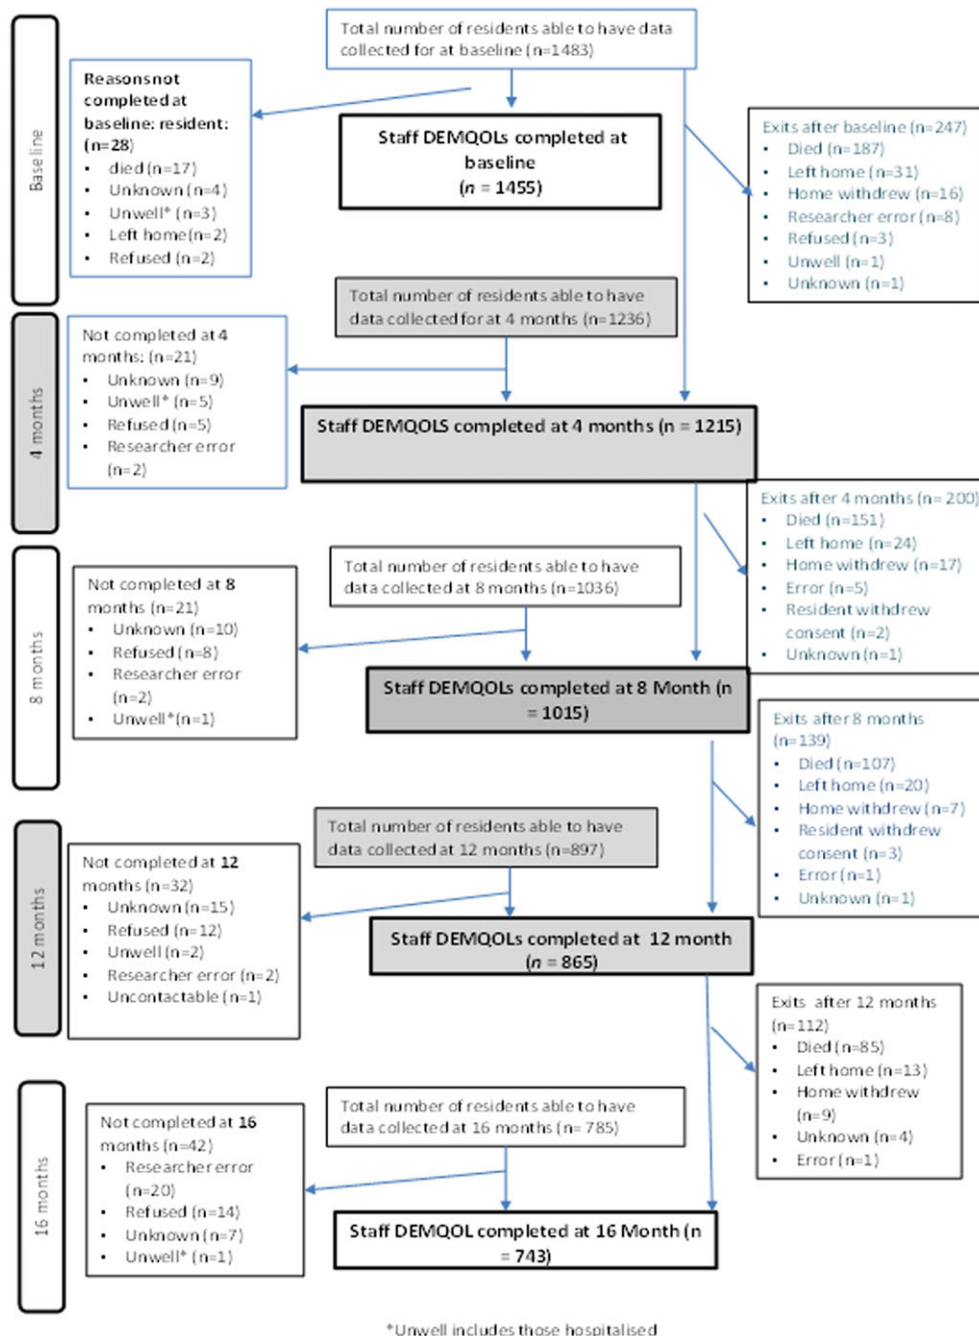 Total number of residents able to have data
collected for at baseline (n=1483)
Baseline
Reasons not
completed at
baseline: resident:
(n=28)
• died (n=17)
• Unknown (n=4)
• Unwell* (n=3)
• Left home (n=2)
• Refused (n=2)
Staff DEMQOLs completed at
baseline
(n = 1455)
Exits after baseline (n=247)
• Died (n=187)
• Left home (n=31)
• Home withdrew (n=16)
• Researcher error (n=8)
• Refused (n=3)
• Unwell (n=1)
• Unknown (n=1)
Total number of residents able to have
data collected for at 4 months (n=1236)
4 months
Not completed at 4
months: (n=21)
• Unknown (n=9)
• Unwell* (n=5)
• Refused (n=5)
• Researcher error
(n=2)
Staff DEMQOLS completed at 4 months (n = 1215)
Exits after 4 months (n= 200)
• Died (n=151)
• Left home (n=24)
• Home withdrew (n=17)
• Error (n=5)
• Resident withdrew
consent (n=2)
• Unknown (n=1)
Total number of residents able to have
data collected at 8 months (n=1036)
8 months
Not completed at 8
months (n=21)
• Unknown (n=10)
• Refused (n=8)
• Researcher error
(n=2)
• Unwell* (n=1)
Staff DEMQOLs completed at 8 Month (n
= 1015)
Exits after 8 months
(n=139)
• Died (n=107)
• Left home (n=20)
• Home withdrew (n=7)
• Resident withdrew
consent (n=3)
• Error (n=1)
• Unknown (n=1)
Total number of residents able to have
data collected at 12 months (n=897)
12 months
Not completed at 12
months (n=32)
• Unknown (n=15)
• Refused (n=12)
• Unwell (n=2)
• Researcher error (n=2)
• Uncontactable (n=1)
Staff DEMQOLs completed at 12 month
(n = 865)
Exits after 12 months
(n=112)
• Died (n=85)
• Left home (n=13)
• Home withdrew
(n=9)
• Unknown (n=4)
• Error (n=1)
Total number of residents able to have
data collected at 16 months (n=785)
16 months
Not completed at 16
months (n=42)
• Researcher error
(n=20)
• Refused (n=14)
• Unknown (n=7)
• Unwell* (n=1)
Staff DEMQOL completed at 16 Month (n
= 743)
*Unwell includes those hospitalised